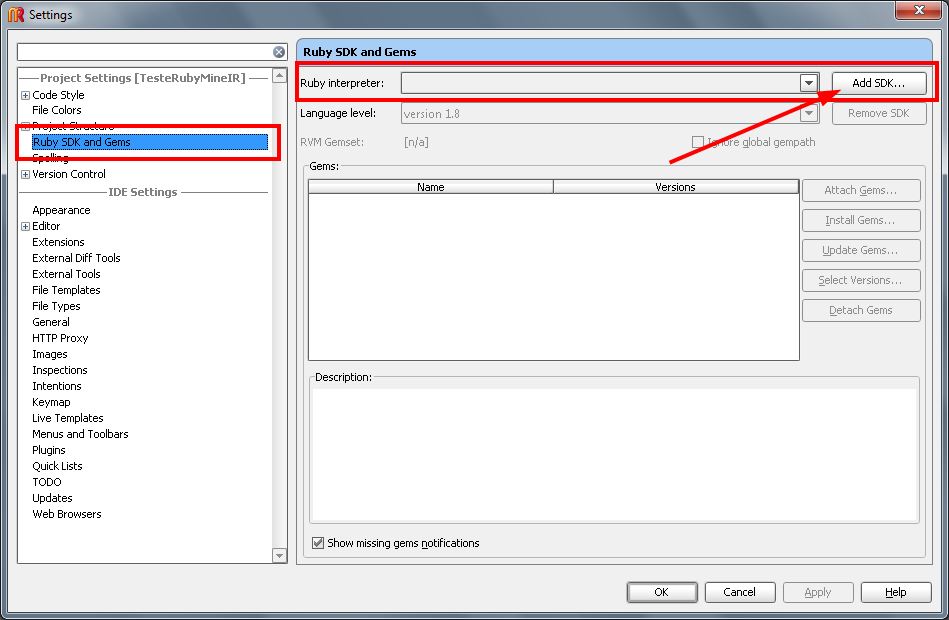 Settings
Project Settings [TesteRubyMineIR]
Code Style
File Colors
Project Structure
Ruby SDK and Gems
Spelling
Version Control
IDE Settings
Appearance
Editor
Extensions
External Diff Tools
External Tools
File Templates
File Types
General
HTTP Proxy
Images
Inspections
Intentions
Keymap
Live Templates
Menus and Toolbars
Plugins
Quick Lists
TODO
Updates
Web Browsers
Ruby SDK and Gems
Ruby interpreter: Add SDK...
Language level: version 1.8 Remove SDK
RVM Gemset: [n/a] Ignore global gempath
Gems:
Name Versions
Attach Gems...
Install Gems...
Update Gems...
Select Versions...
Detach Gems
Description:
Show missing gems notifications
OK Cancel Apply Help